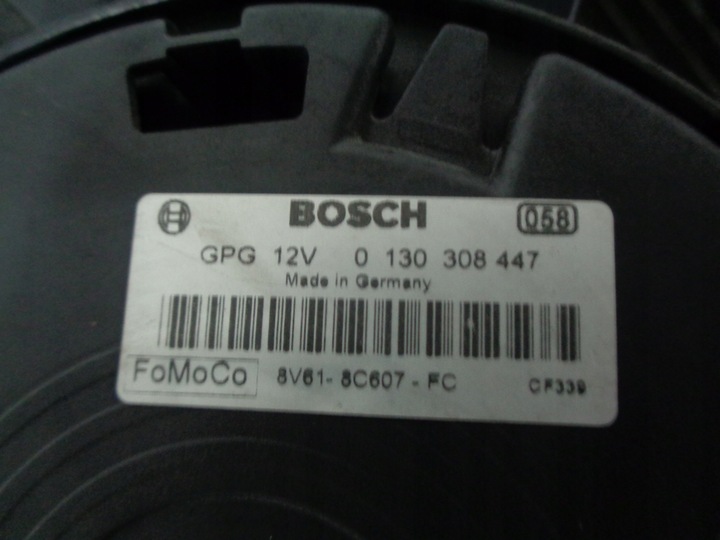 BOSCH 058
GPG 12V 0 130 308 447
Made in Germany
FoMoCo 8V61-8C607-FC CF339